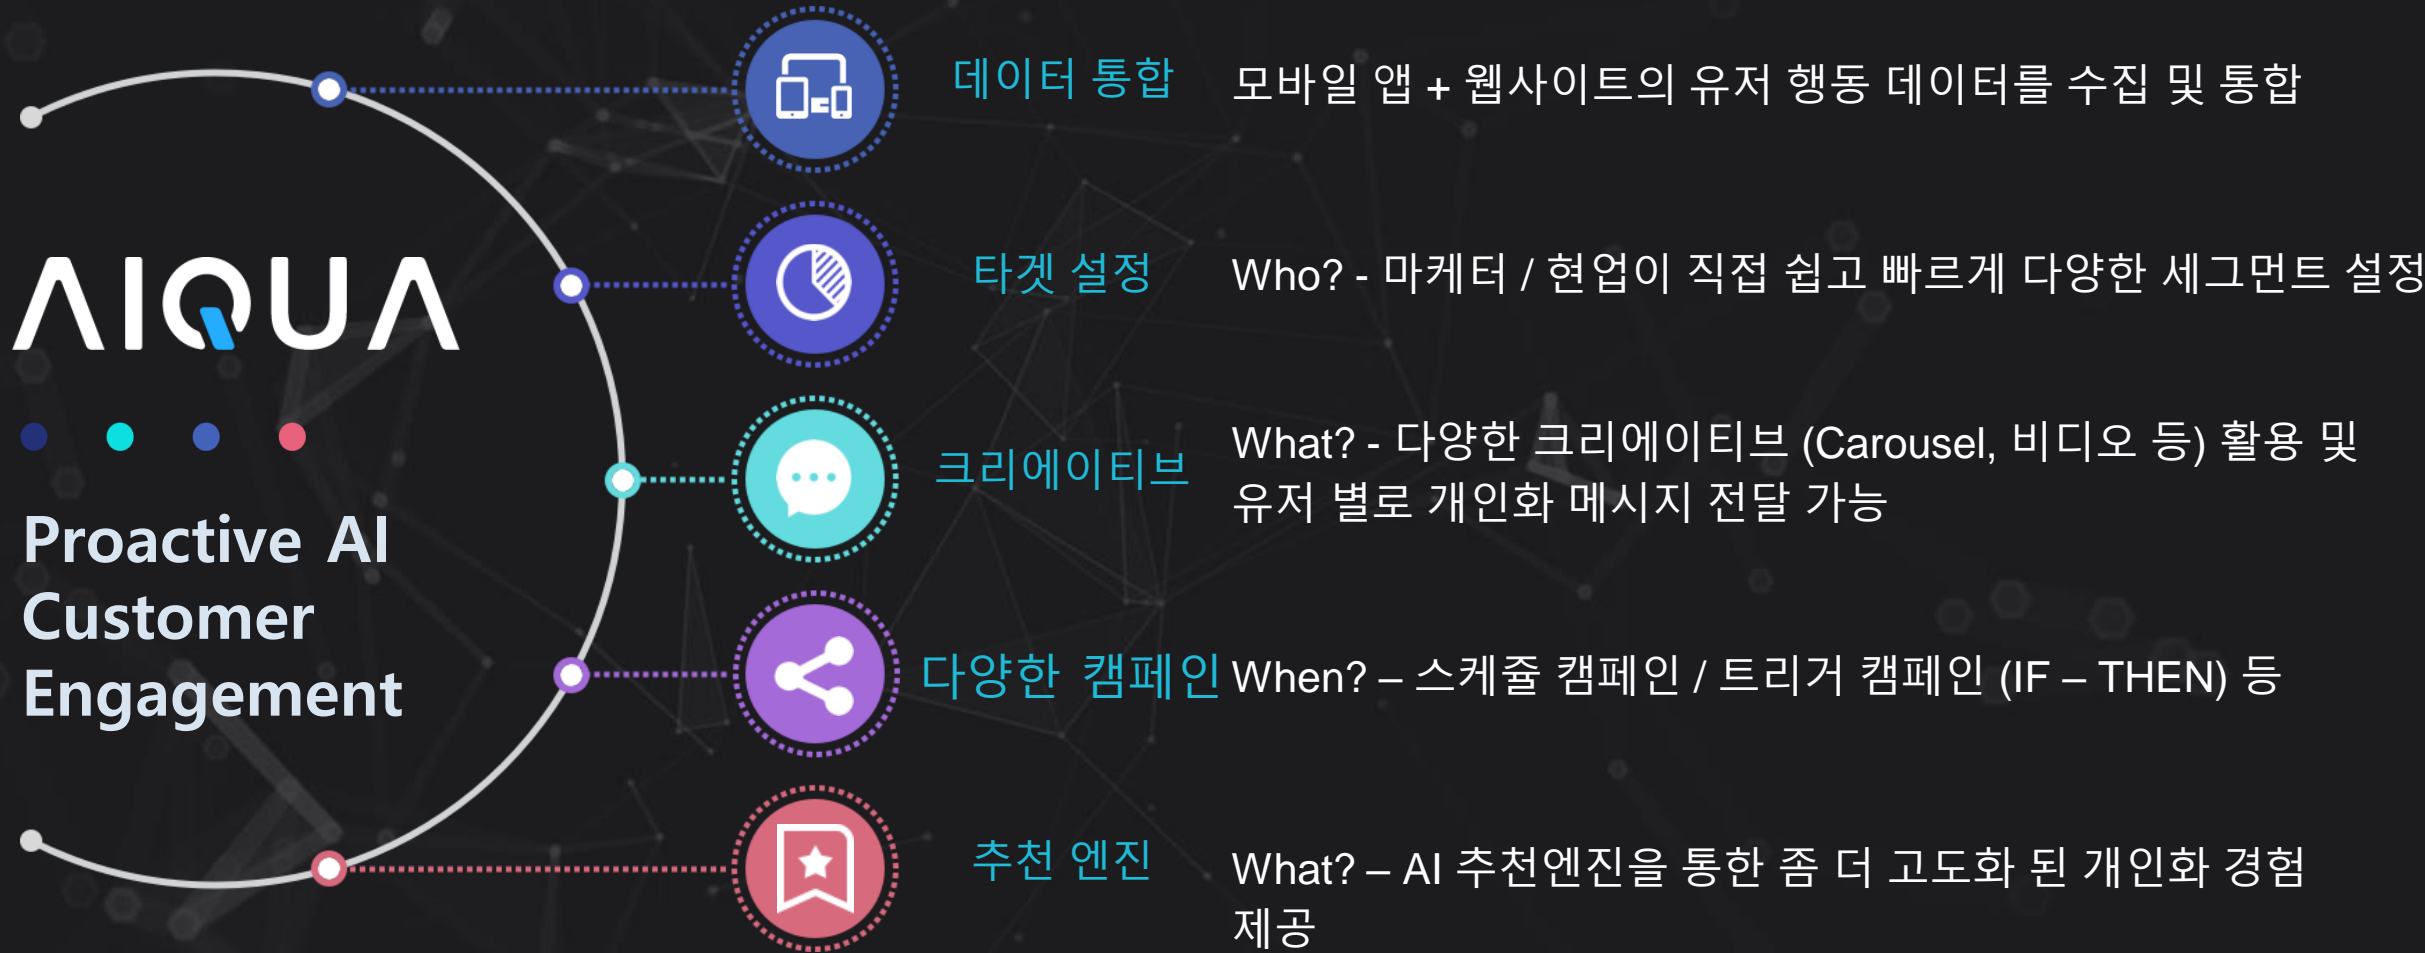 AIQUA
Proactive AI
Customer
Engagement
데이터 통합
모바일 앱 + 웹사이트의 유저 행동 데이터를 수집 및 통합
타겟 설정
Who? - 마케터 / 현업이 직접 쉽고 빠르게 다양한 세그먼트 설정
크리에이티브
What? - 다양한 크리에이티브 (Carousel, 비디오 등) 활용 및
유저 별로 개인화 메시지 전달 가능
다양한 캠페인
When? – 스케쥴 캠페인 / 트리거 캠페인 (IF – THEN) 등
추천 엔진
What? – AI 추천엔진을 통한 좀 더 고도화 된 개인화 경험
제공